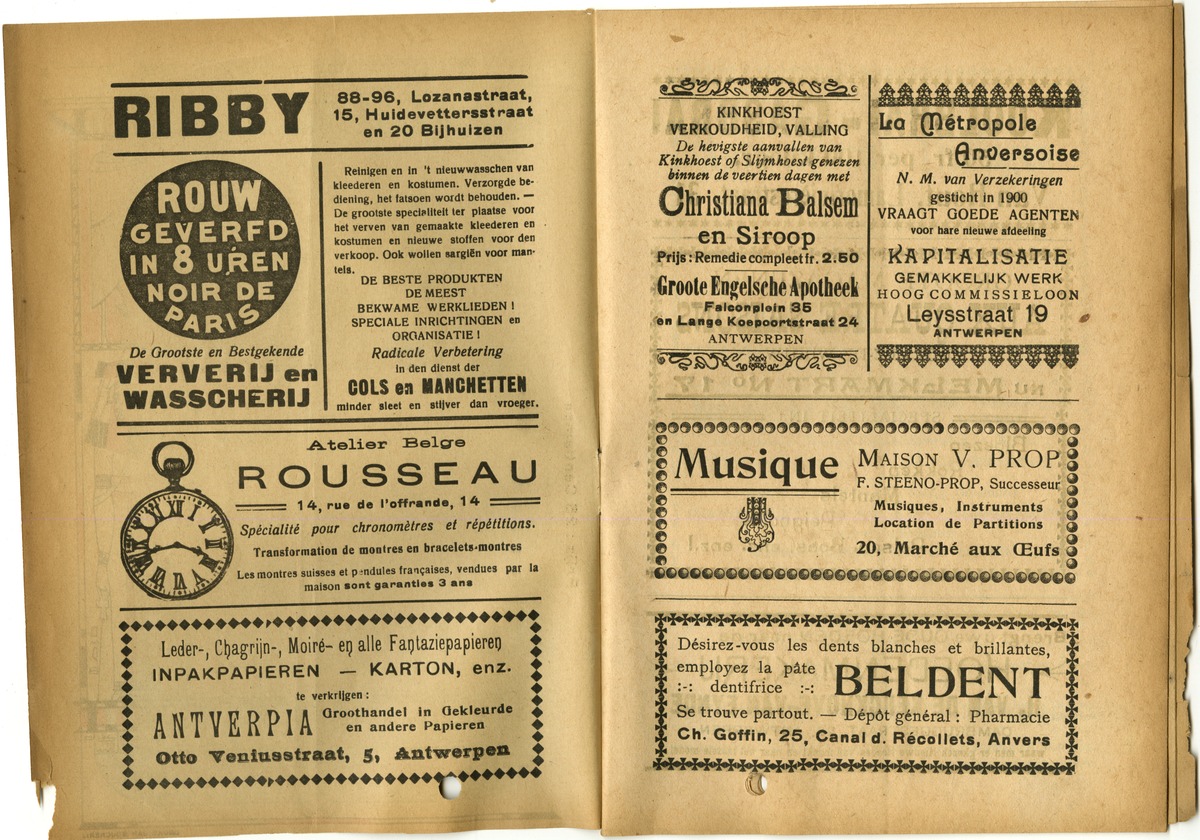 RIBBY
88-96, Lozanastraat,
15, Huidevettersstraat
en 20 Bijhuizen
ROUW
GEVERFD
IN 8 UREN
NOIR DE
PARIS
De Grootste en Bestgekende
VERVERIJ en
WASSCHERIJ
Reinigen en in 't nieuwwasschen van
kleederen en kostumen. Verzorgde be-
diening, het fatsoen wordt behouden. —
De grootste specialiteit ter plaatse voor
het verven van gemaakte kleederen en
kostumen en nieuwe stoffen voor den
verkoop. Ook wollen sargiën voor man-
tels.
DE BESTE PRODUKTEN
DE MEEST
BEKWAME WERKLIEDEN !
SPECIALE INRICHTINGEN en
ORGANISATIE !
Radicale Verbetering
in den dienst der
COLS en MANCHETTEN
minder sleet en stijver dan vroeger.
Atelier Belge
ROUSSEAU
14, rue de l'offrande, 14
Spécialité pour chronomètres et répétitions.
Transformation de montres en bracelets-montres
Les montres suisses et pendules françaises, vendues par la
maison sont garanties 3 ans
Leder-, Chagrijn-, Moiré- en alle Fantaziepapieren
INPAKPAPIEREN — KARTON, enz.
te verkrijgen :
ANTVERPIA Groothandel in Gekleurde
en andere Papieren
Otto Veniusstraat, 5, Antwerpen
KINKHOEST
VERKOUDHEID, VALLING
De hevigste aanvallen van
Kinkhoest of Slijmhoest genezen
binnen de veertien dagen met
Christiana Balsem
en Siroop
Prijs : Remedie compleet fr. 2.50
Groote Engelsche Apotheek
Falconplein 35
en Lange Koepoortstraat 24
ANTWERPEN
La Métropole
Anversoise
N. M. van Verzekeringen
gesticht in 1900
VRAAGT GOEDE AGENTEN
voor hare nieuwe afdeeling
KAPITALISATIE
GEMAKKELIJK WERK
HOOG COMMISSIELOON
Leysstraat 19
ANTWERPEN
Musique
MAISON V. PROP
F. STEENO-PROP, Successeur
Musiques, Instruments
Location de Partitions
20, Marché aux Œufs
Désirez-vous les dents blanches et brillantes,
employez la pâte
:-: dentifrice :-: BELDENT
Se trouve partout. — Dépôt général : Pharmacie
Ch. Goffin, 25, Canal d. Récollets, Anvers